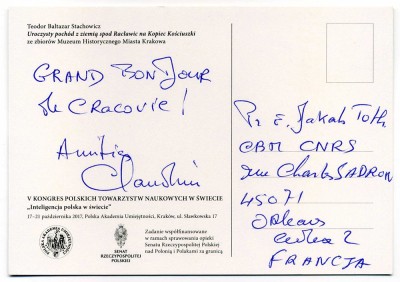 Teodor Baltazar Stachowicz
Uroczysty pochód z ziemią spod Racławic na Kopiec Kościuszki
ze zbiorów Muzeum Historycznego Miasta Krakowa
GRAND BONJOUR
de CRACOVIE !
Amitiés
V KONGRES POLSKICH TOWARZYSTW NAUKOWYCH W ŚWIECIE
„Inteligencja polska w świecie”
17–21 października 2017, Polska Akademia Umiejętności, Kraków, ul. Sławkowska 17
SENAT
RZECZYPOSPOLITEJ
POLSKIEJ
Zadanie współfinansowane
w ramach sprawowania opieki
Senatu Rzeczypospolitej Polskiej
nad Polonią i Polakami za granicą.
Pr E. Jakab Toth
CBM CNRS
rue Charles SADRON
45071
Orléans
cedex 2
FRANCJA